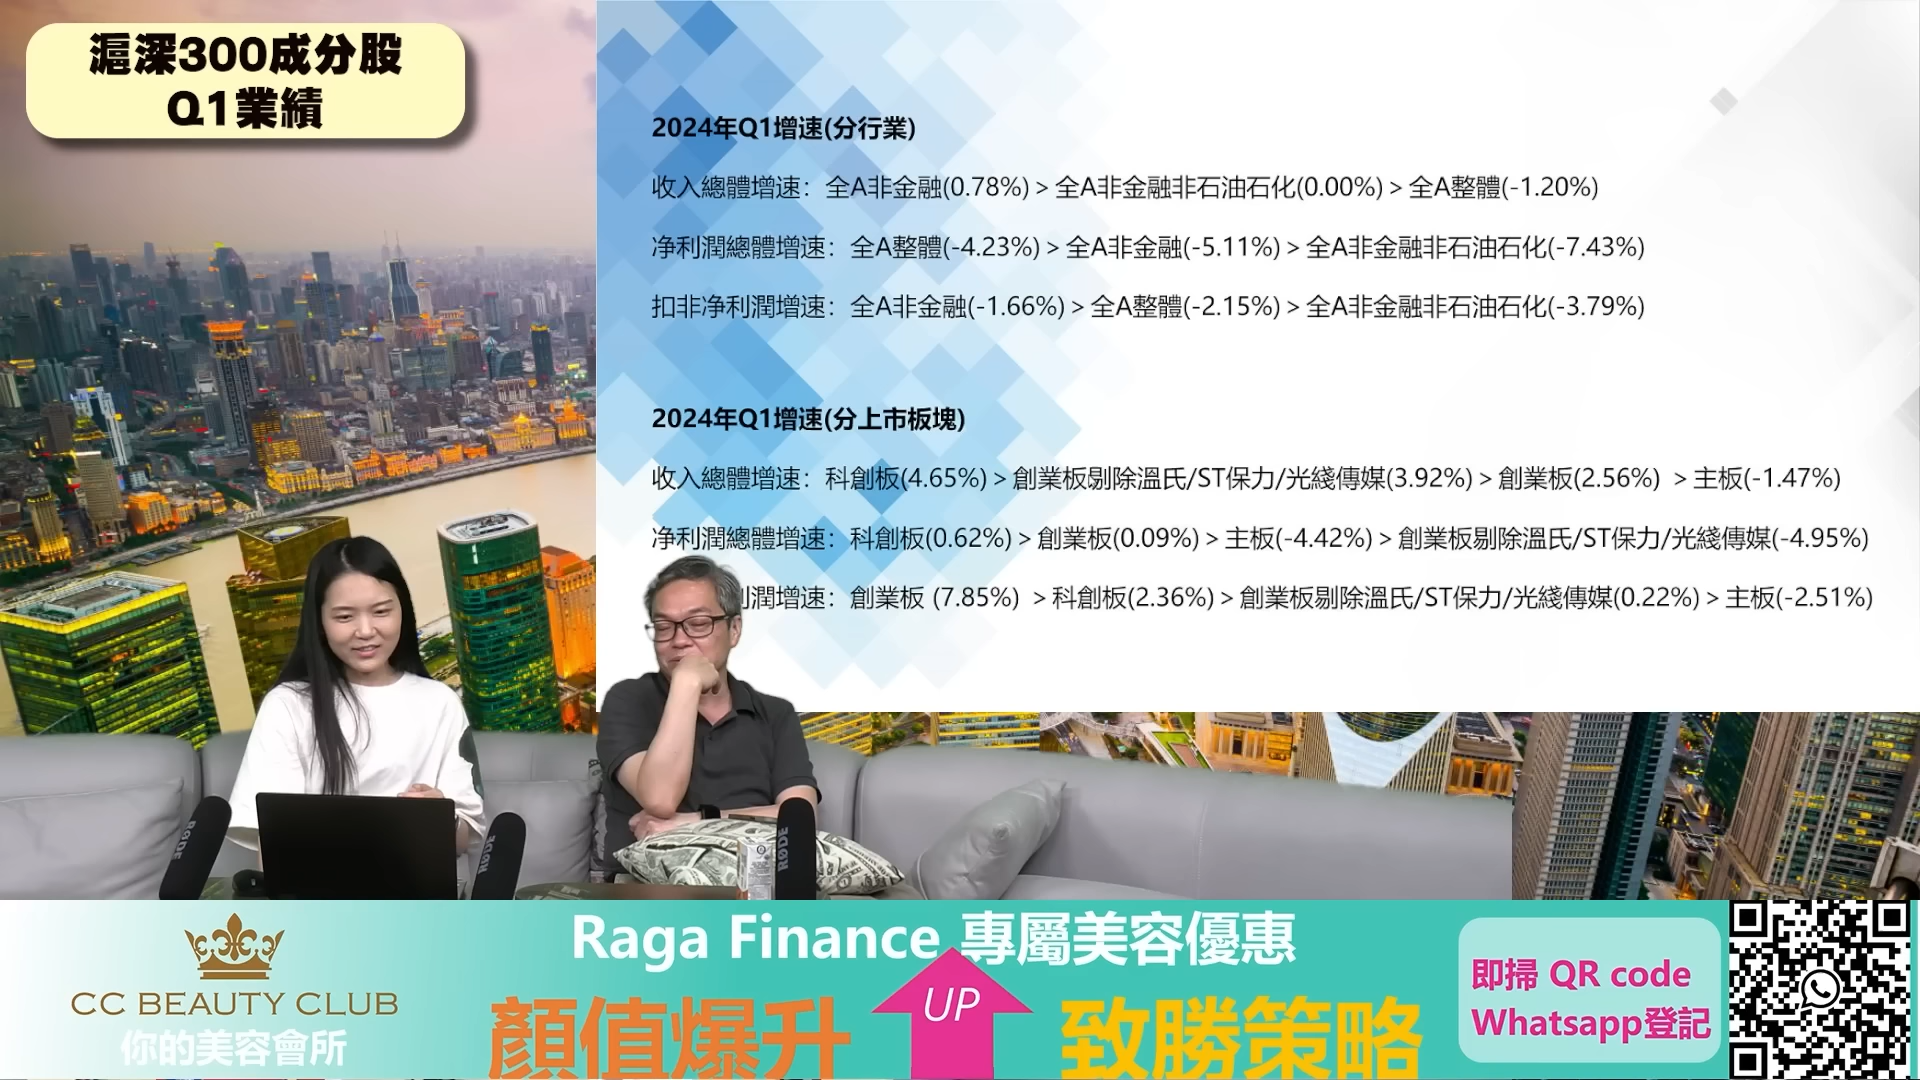 滬深300成分股
Q1業績
2024年Q1增速(分行業)
收入總體增速：全A非金融(0.78%) > 全A非金融非石油石化(0.00%) > 全A整體(-1.20%)
净利潤總體增速：全A整體(-4.23%) > 全A非金融(-5.11%) > 全A非金融非石油石化(-7.43%)
扣非净利潤增速：全A非金融(-1.66%) > 全A整體(-2.15%) > 全A非金融非石油石化(-3.79%)
2024年Q1增速(分上市板塊)
收入總體增速：科創板(4.65%) > 創業板剔除溫氏/ST保力/光綫傳媒(3.92%) > 創業板(2.56%) > 主板(-1.47%)
净利潤總體增速：科創板(0.62%) > 創業板(0.09%) > 主板(-4.42%) > 創業板剔除溫氏/ST保力/光綫傳媒(-4.95%)
潤增速：創業板 (7.85%) > 科創板(2.36%) > 創業板剔除溫氏/ST保力/光綫傳媒(0.22%) > 主板(-2.51%)
RØDE
RØDE
RØDE
CC BEAUTY CLUB
你的美容會所
Raga Finance 專屬美容優惠
顏值爆升 UP 致勝策略
即掃 QR code
Whatsapp登記